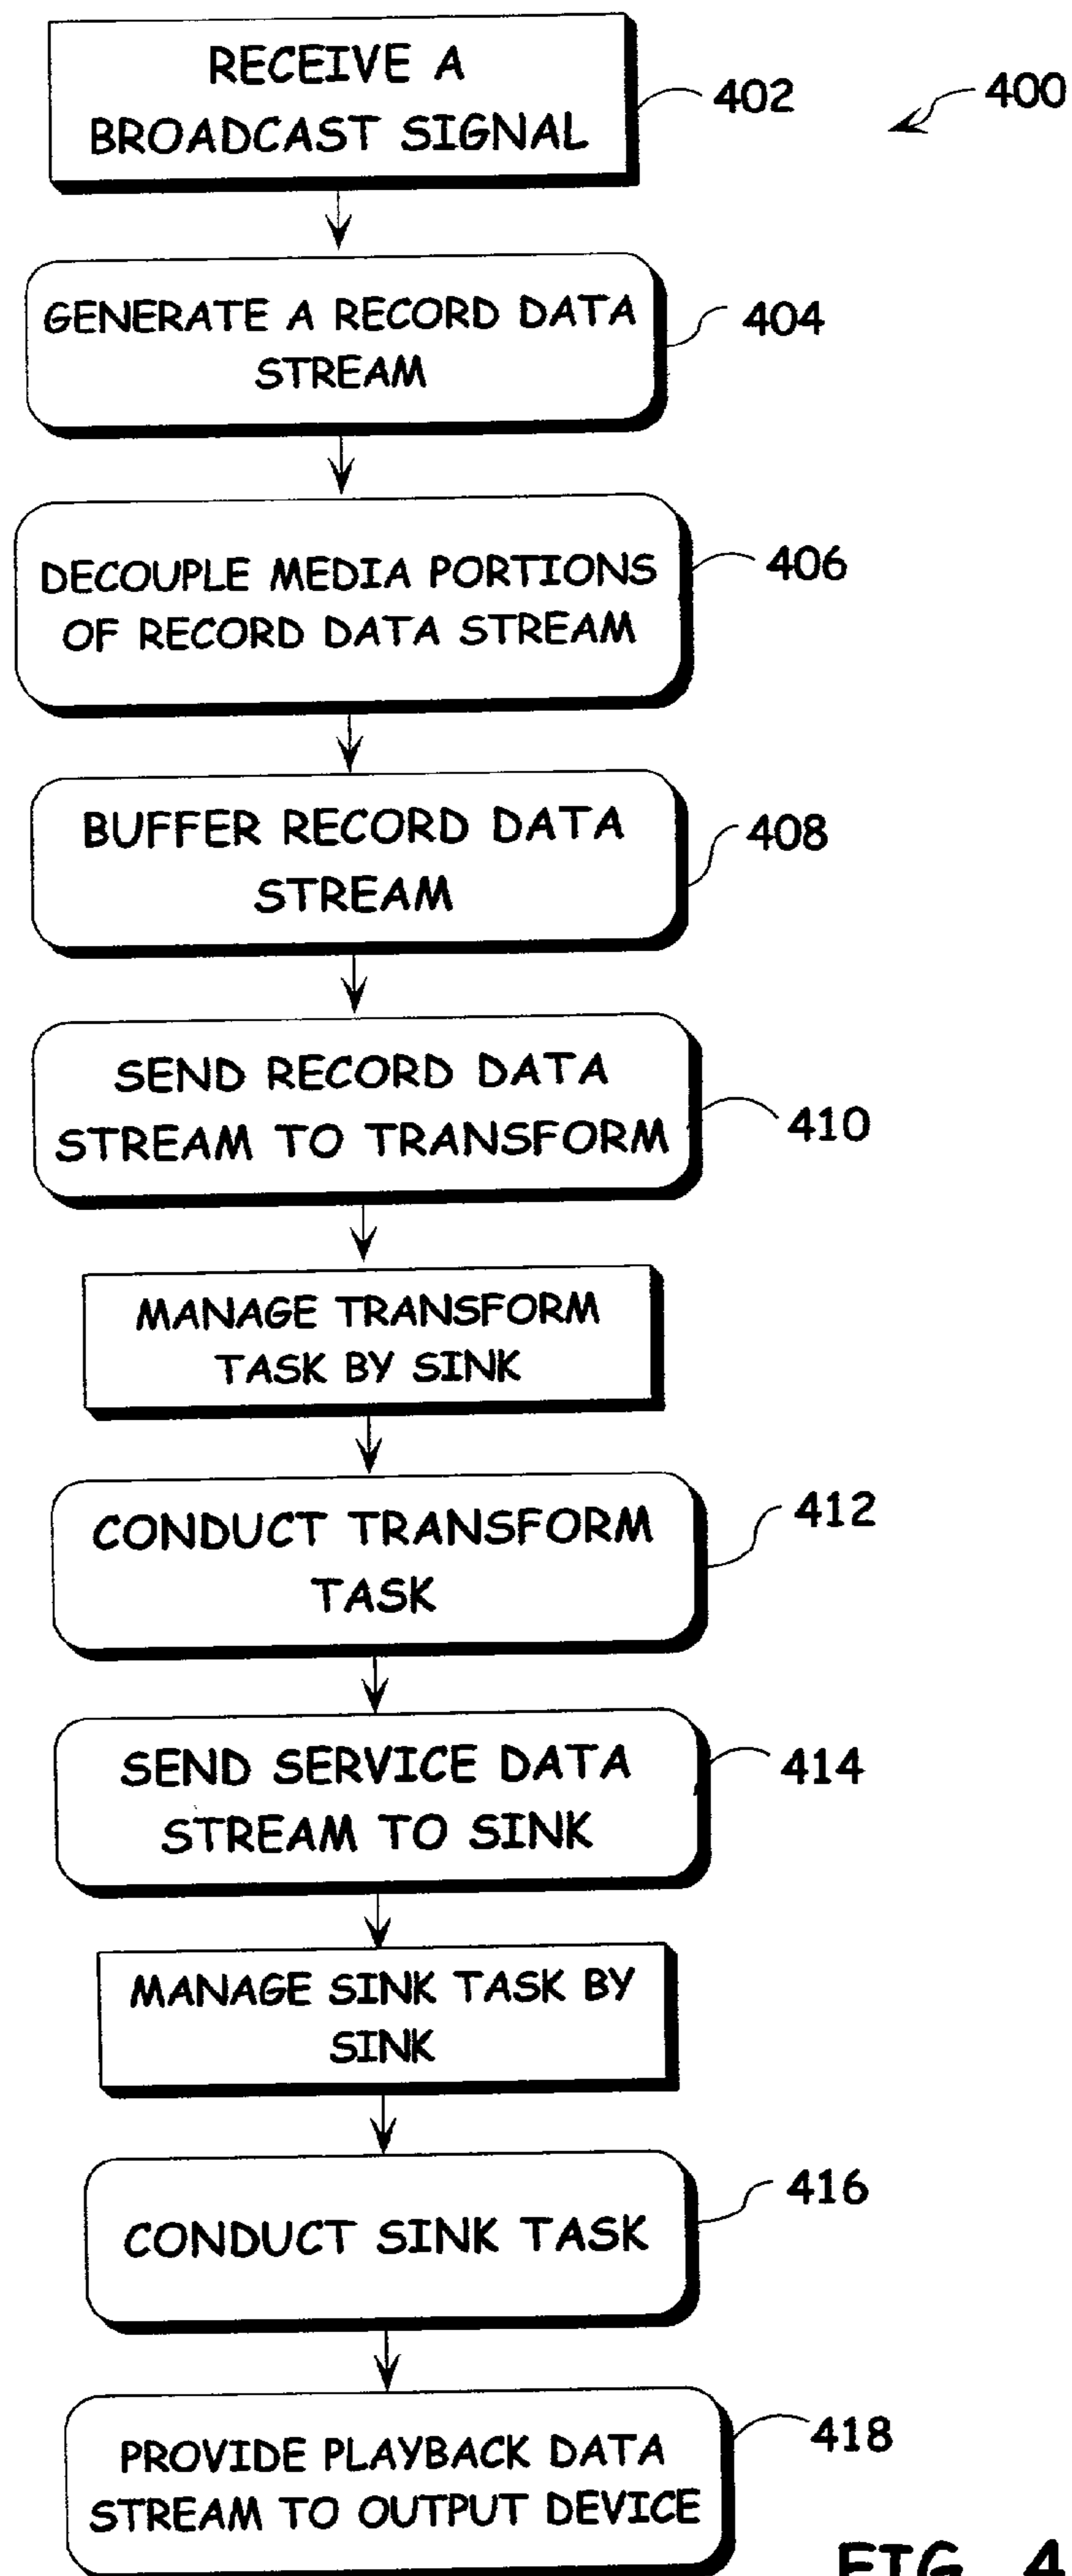 RECEIVE A
BROADCAST SIGNAL
402
400
GENERATE A RECORD DATA
STREAM
404
DECOUPLE MEDIA PORTIONS
OF RECORD DATA STREAM
406
BUFFER RECORD DATA
STREAM
408
SEND RECORD DATA
STREAM TO TRANSFORM
410
MANAGE TRANSFORM
TASK BY SINK
CONDUCT TRANSFORM
TASK
412
SEND SERVICE DATA
STREAM TO SINK
414
MANAGE SINK TASK BY
SINK
CONDUCT SINK TASK
416
PROVIDE PLAYBACK DATA
STREAM TO OUTPUT DEVICE
418
FIG. 4